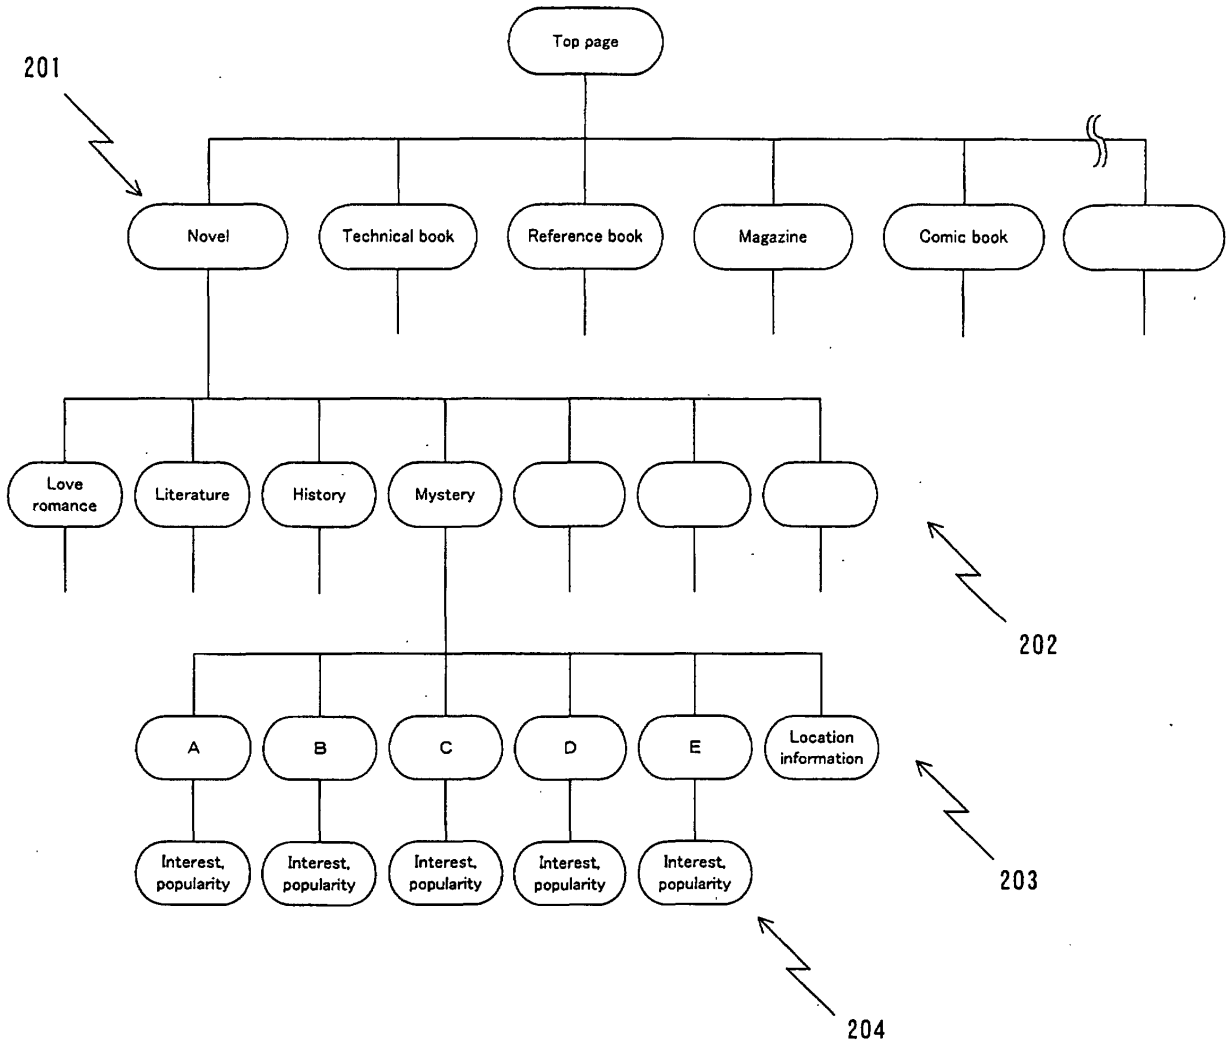 Top page
201
Novel
Technical book
Reference book
Magazine
Comic book
Love
romance
Literature
History
Mystery
202
A
B
C
D
E
Location
information
203
Interest,
popularity
Interest,
popularity
Interest,
popularity
Interest,
popularity
Interest,
popularity
204